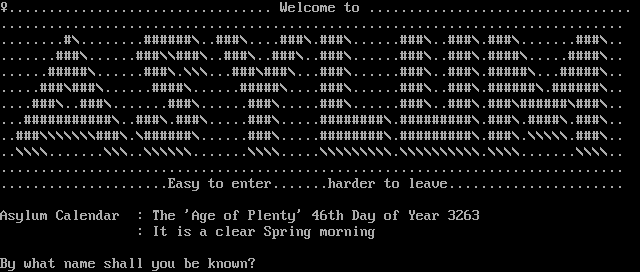 Welcome to
ASYLUM
Easy to enter.......harder to leave
Asylum Calendar : The 'Age of Plenty' 46th Day of Year 3263
: It is a clear Spring morning
By what name shall you be known?